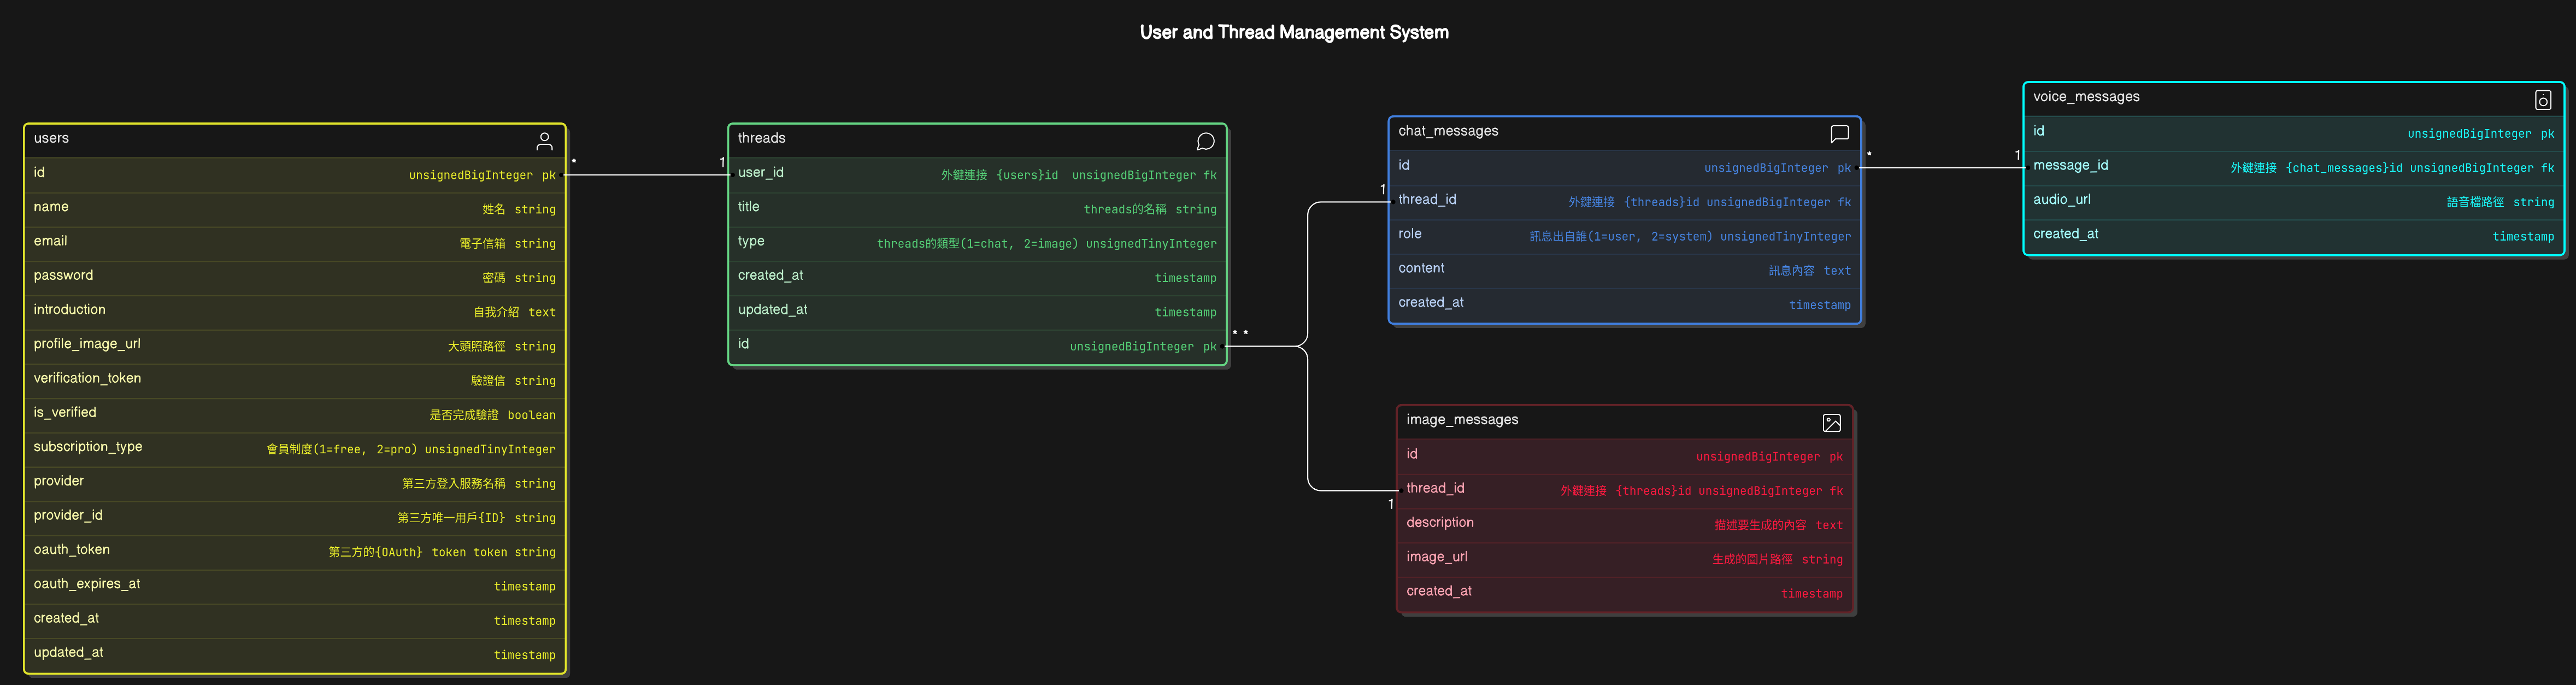 User and Thread Management System
users
id unsignedBigInteger pk
name 姓名 string
email 電子信箱 string
password 密碼 string
introduction 自我介紹 text
profile_image_url 大頭照路徑 string
verification_token 驗證信 string
is_verified 是否完成驗證 boolean
subscription_type 會員制度(1=free, 2=pro) unsignedTinyInteger
provider 第三方登入服務名稱 string
provider_id 第三方唯一用戶{ID} string
oauth_token 第三方的{OAuth} token token string
oauth_expires_at timestamp
created_at timestamp
updated_at timestamp
* 1
threads
user_id 外鍵連接 {users}id unsignedBigInteger fk
title threads的名稱 string
type threads的類型(1=chat, 2=image) unsignedTinyInteger
created_at timestamp
updated_at timestamp
id unsignedBigInteger pk
* *
1
1
chat_messages
id unsignedBigInteger pk
thread_id 外鍵連接 {threads}id unsignedBigInteger fk
role 訊息出自誰(1=user, 2=system) unsignedTinyInteger
content 訊息內容 text
created_at timestamp
image_messages
id unsignedBigInteger pk
thread_id 外鍵連接 {threads}id unsignedBigInteger fk
description 描述要生成的內容 text
image_url 生成的圖片路徑 string
created_at timestamp
* 1
voice_messages
id unsignedBigInteger pk
message_id 外鍵連接 {chat_messages}id unsignedBigInteger fk
audio_url 語音檔路徑 string
created_at timestamp